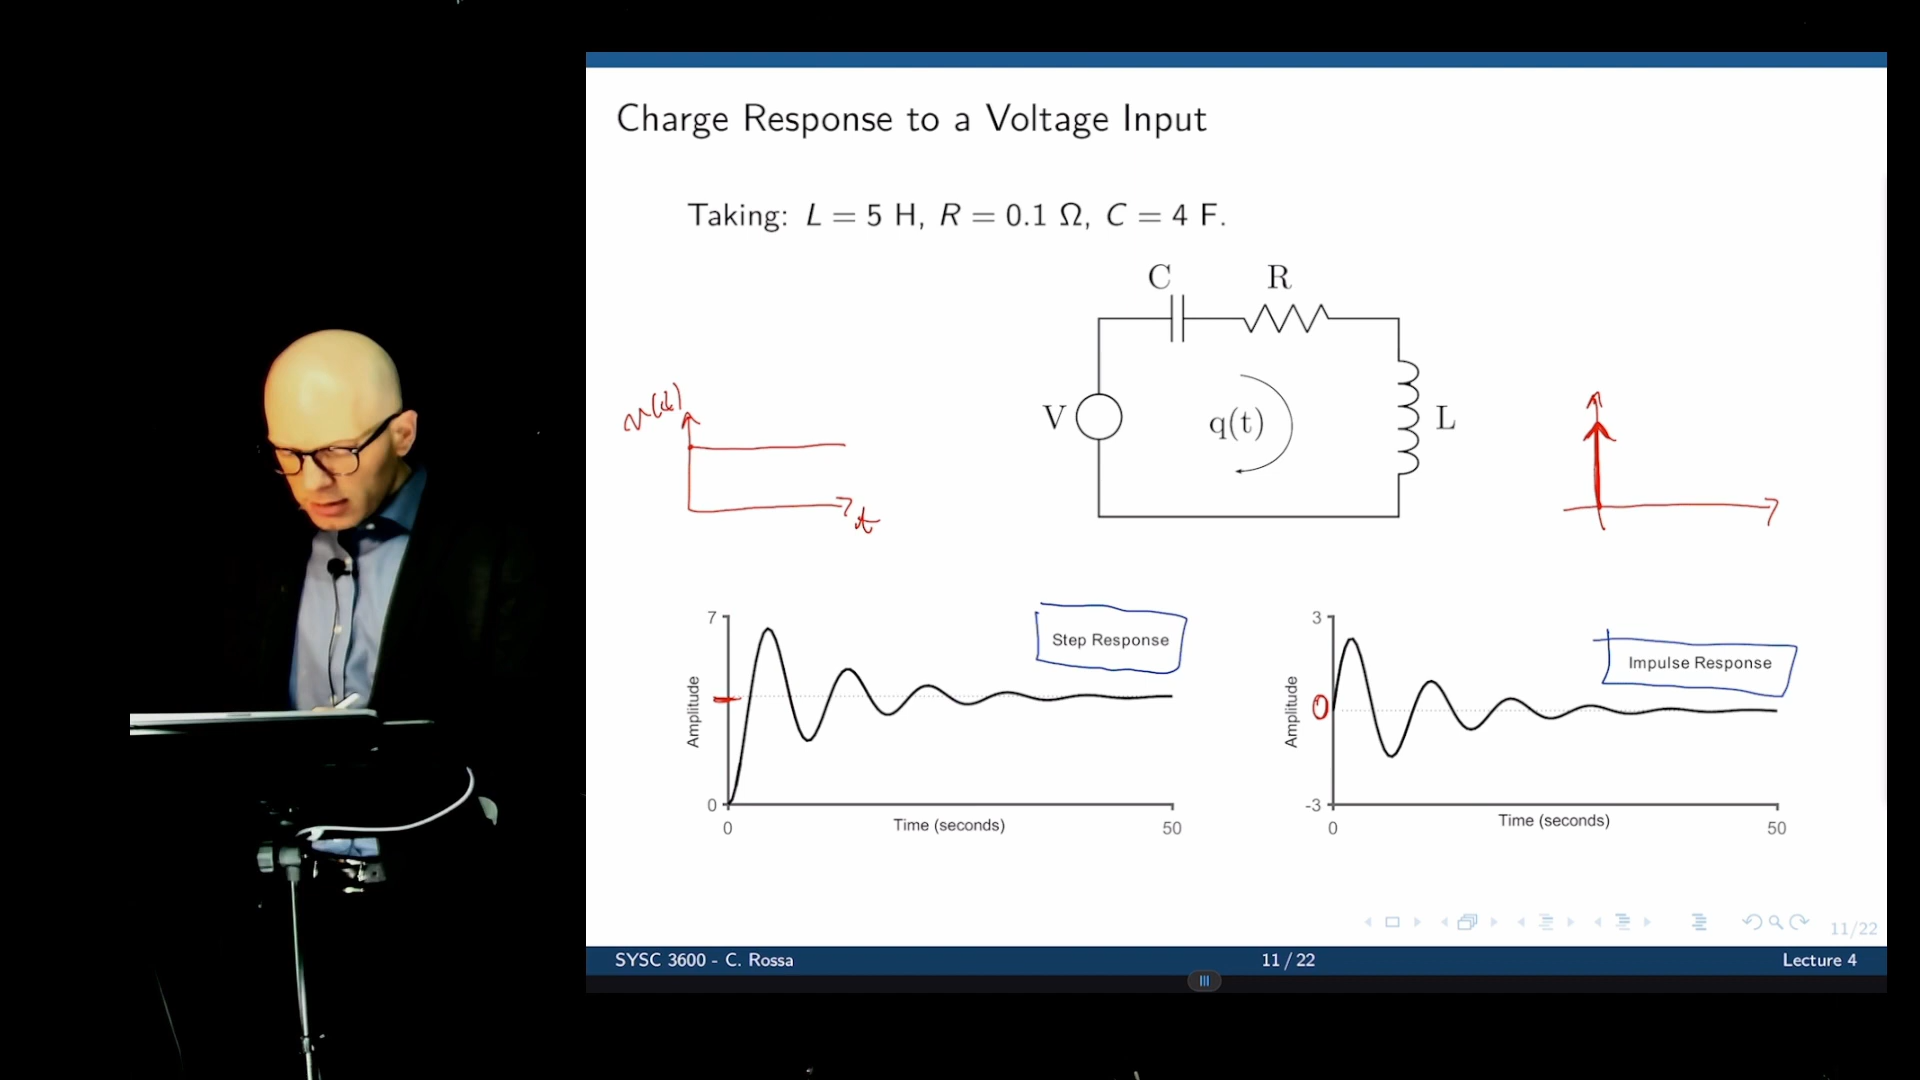 Charge Response to a Voltage Input
Taking: L = 5 H, R = 0.1 Ω, C = 4 F.
C R
V q(t) L
v(t)
t
7
Step Response
Amplitude
0
0 Time (seconds) 50
3
Impulse Response
Amplitude
0
-3
0 Time (seconds) 50
11/22
SYSC 3600 - C. Rossa 11 / 22 Lecture 4